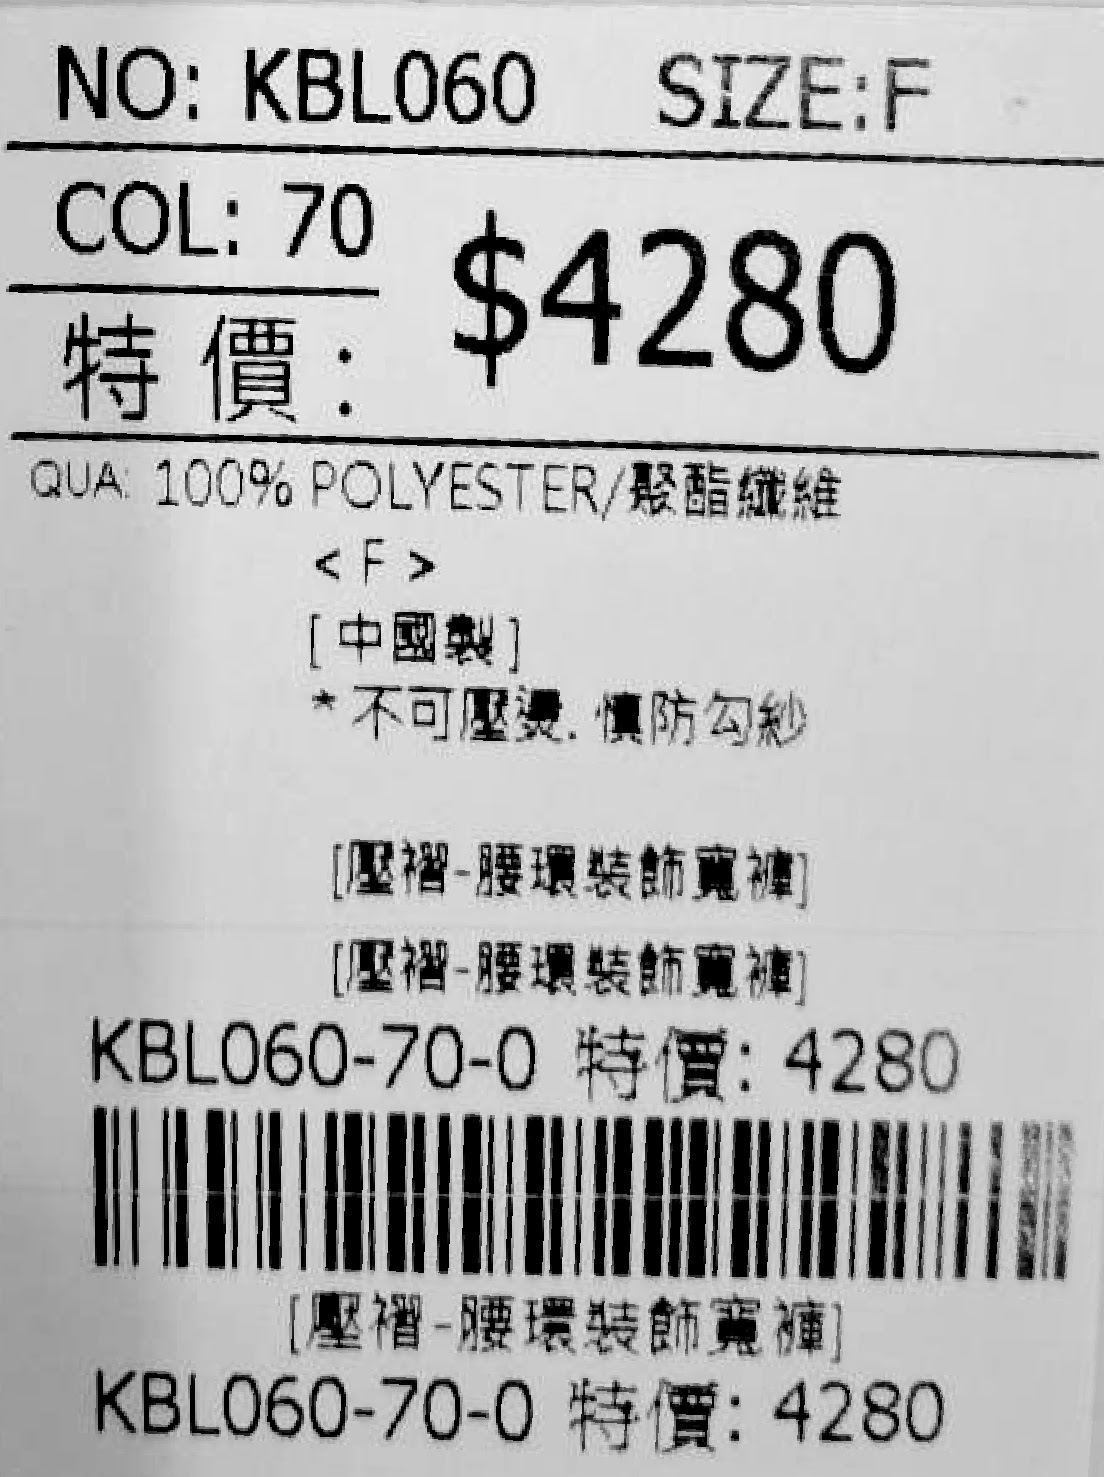 NO: KBL060 SIZE:F
COL: 70
$4280
特價:
QUA: 100% POLYESTER/聚酯纖維
< F >
[中國製]
*不可壓燙.慎防勾紗
[壓褶-腰環裝飾寬褲]
[壓褶-腰環裝飾寬褲]
KBL060-70-0 特價: 4280
[壓褶-腰環裝飾寬褲]
KBL060-70-0 特價: 4280